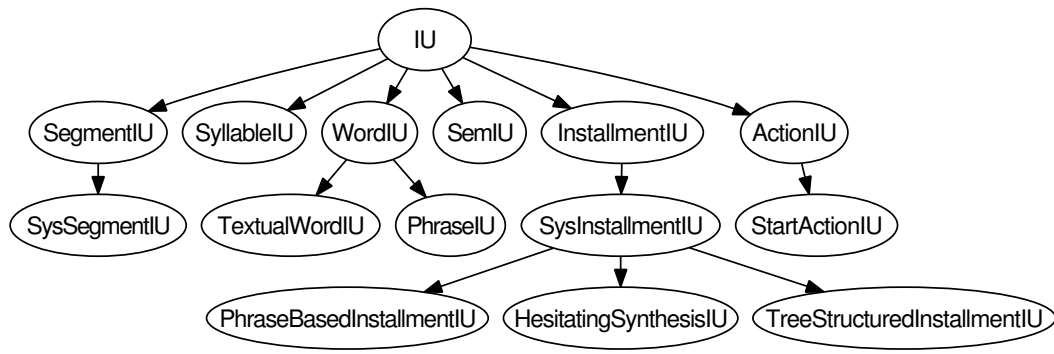 IU
SegmentIU
SyllableIU
WordIU
SemIU
InstallmentIU
ActionIU
SysSegmentIU
TextualWordIU
PhraseIU
SysInstallmentIU
StartActionIU
PhraseBasedInstallmentIU
HesitatingSynthesisIU
TreeStructuredInstallmentIU